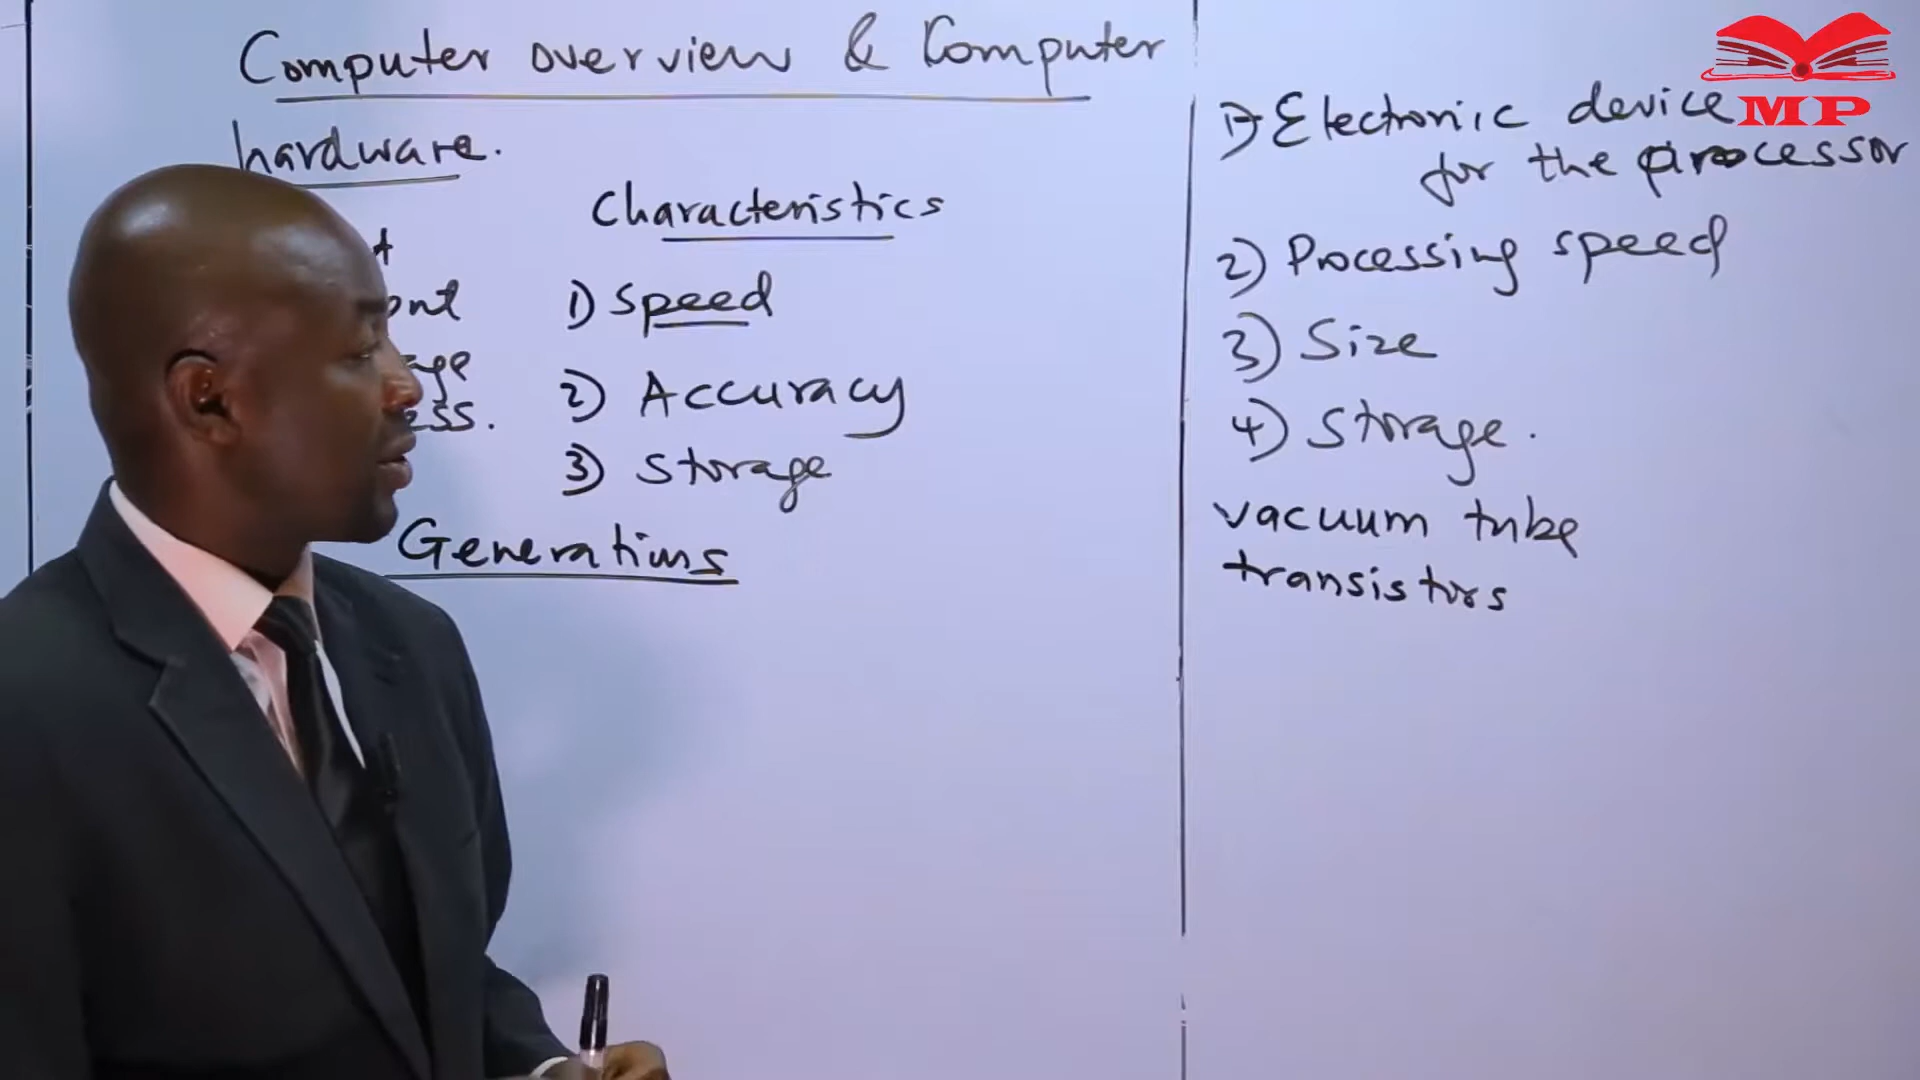 Computer overview & Computer
hardware.
Characteristics
1) Speed
2) Accuracy
3) Storage
Generations
1) Electronic device
for the processor
2) Processing speed
3) Size
4) Storage.
vacuum tube
transistors
MP